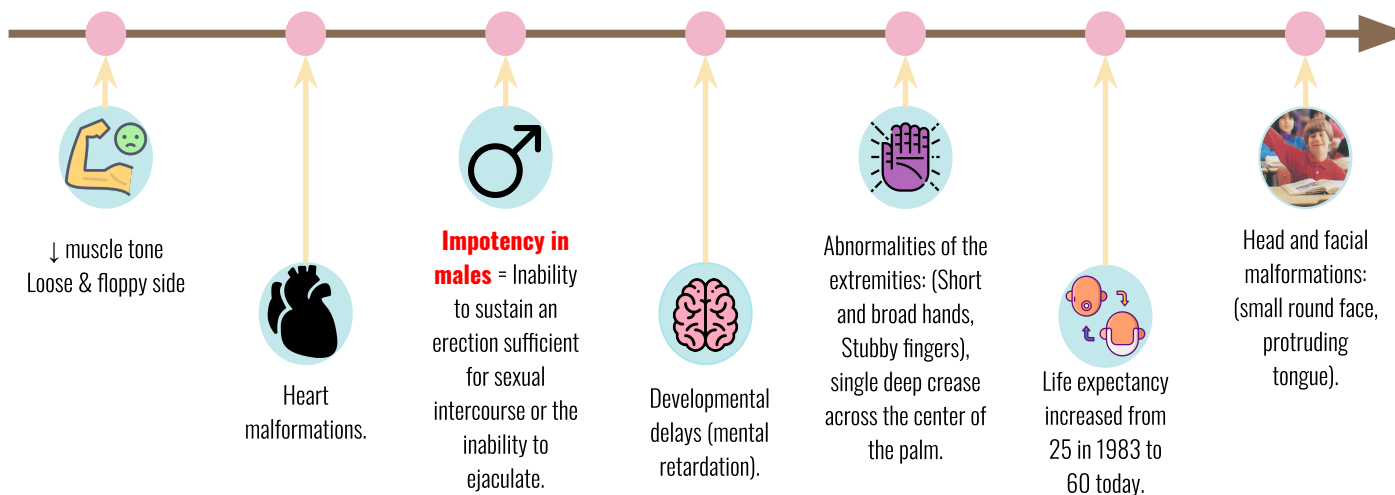 ↓ muscle tone
Loose & floppy side
Heart
malformations.
Impotency in
males = Inability
to sustain an
erection sufficient
for sexual
intercourse or the
inability to
ejaculate.
Developmental
delays (mental
retardation).
Abnormalities of the
extremities: (Short
and broad hands,
Stubby fingers),
single deep crease
across the center of
the palm.
Life expectancy
increased from
25 in 1983 to
60 today.
Head and facial
malformations:
(small round face,
protruding
tongue).